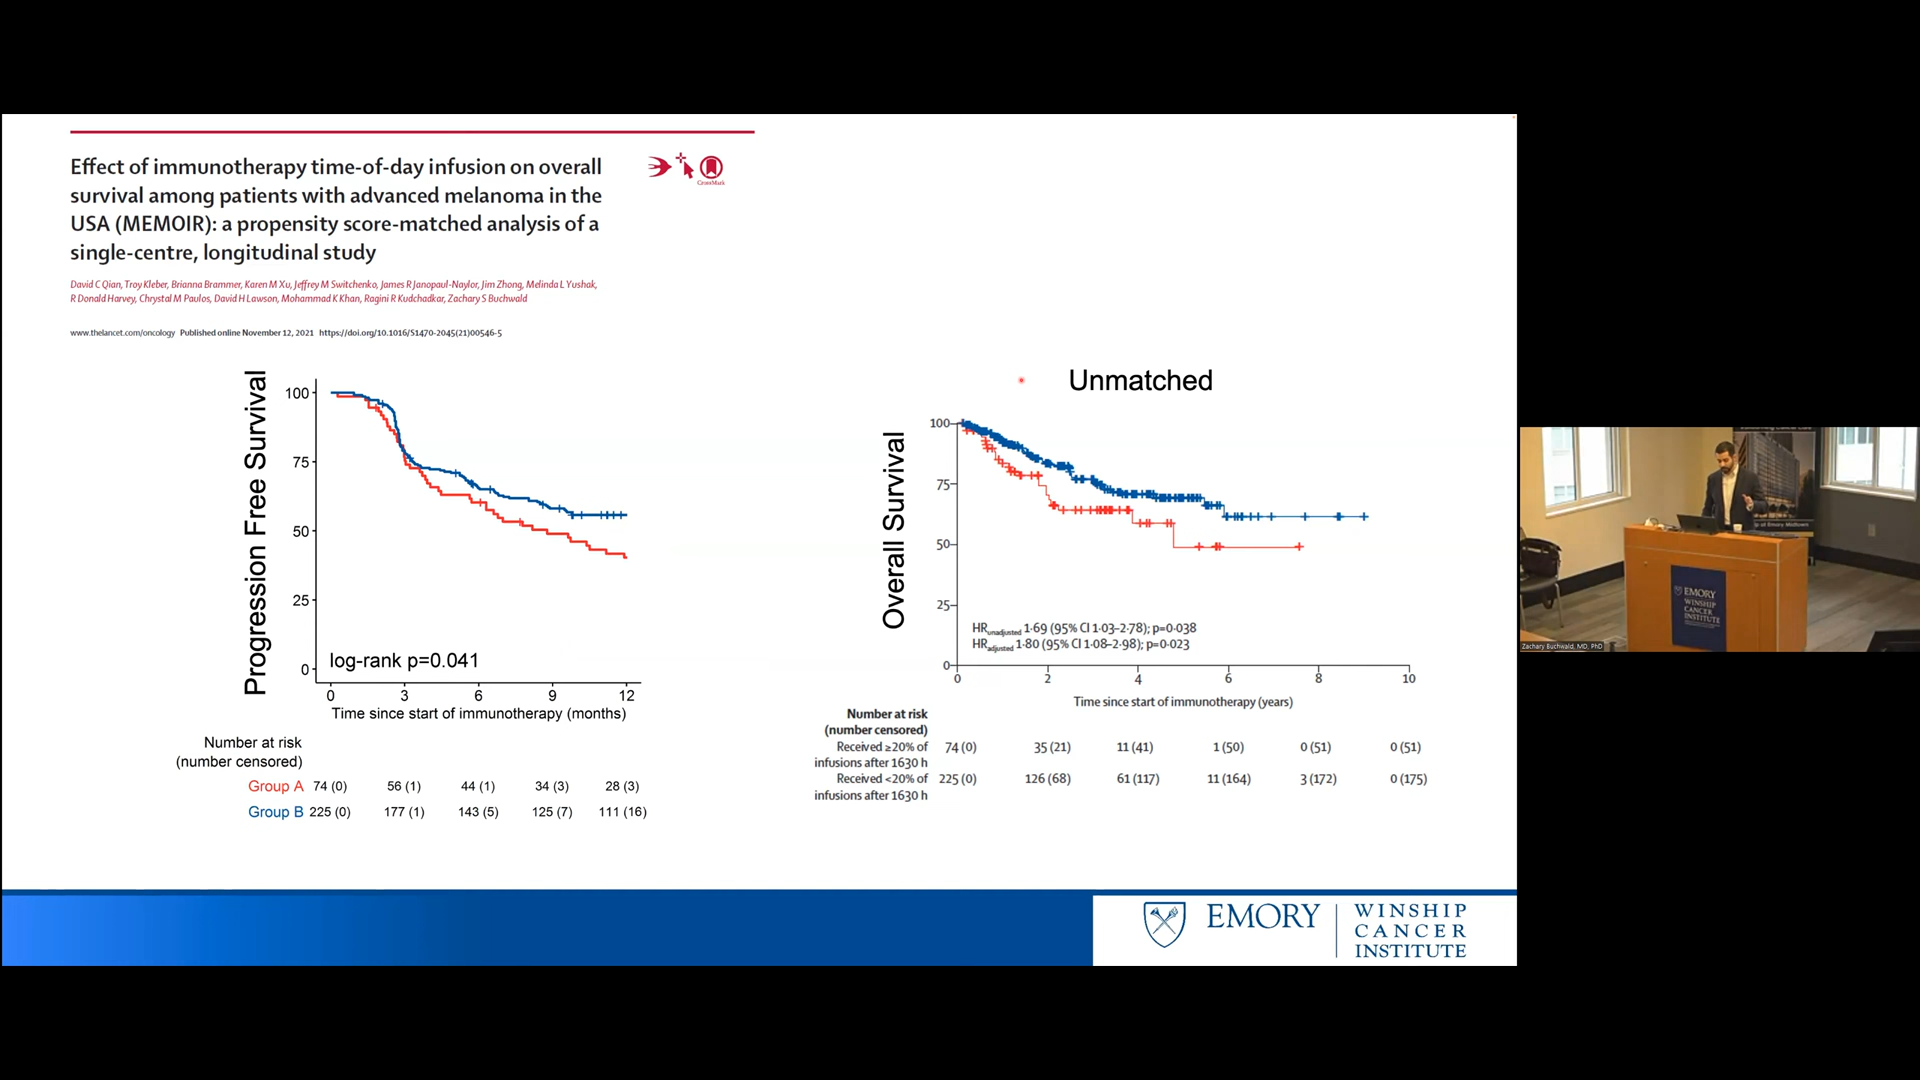 Effect of immunotherapy time-of-day infusion on overall
survival among patients with advanced melanoma in the
USA (MEMOIR): a propensity score-matched analysis of a
single-centre, longitudinal study
CrossMark
David C Qian, Troy Kleber, Brianna Brammer, Karen M Xu, Jeffrey M Switchenko, James R Janopaul-Naylor, Jim Zhong, Melinda L Yushak,
R Donald Harvey, Chrystal M Paulos, David H Lawson, Mohammad K Khan, Ragini R Kudchadkar, Zachary S Buchwald
www.thelancet.com/oncology Published online November 12, 2021 https://doi.org/10.1016/S1470-2045(21)00546-5
Progression Free Survival
100
75
50
25
0
log-rank p=0.041
0 3 6 9 12
Time since start of immunotherapy (months)
Number at risk
(number censored)
Group A 74 (0) 56 (1) 44 (1) 34 (3) 28 (3)
Group B 225 (0) 177 (1) 143 (5) 125 (7) 111 (16)
Unmatched
Overall Survival
100
75
50
25
0
HRunadjusted 1·69 (95% CI 1·03–2·78); p=0·038
HRadjusted 1·80 (95% CI 1·08–2·98); p=0·023
0 2 4 6 8 10
Time since start of immunotherapy (years)
Number at risk
(number censored)
Received ≥20% of 74 (0) 35 (21) 11 (41) 1 (50) 0 (51) 0 (51)
infusions after 1630 h
Received <20% of 225 (0) 126 (68) 61 (117) 11 (164) 3 (172) 0 (175)
infusions after 1630 h
EMORY
WINSHIP
CANCER
INSTITUTE
EMORY
WINSHIP
CANCER
INSTITUTE
at Emory Midtown
Zachary Buchwald, MD, PhD